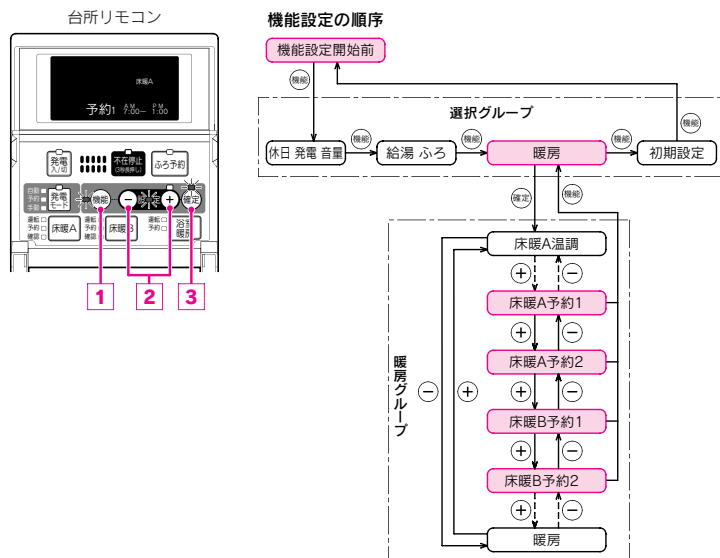 台所リモコン
床暖A
予約1 AM 7:00− PM 1:00
発電 入/切
不在停止 (3秒長押し)
ふろ予約
自動
予約
手動
発電モード
機能
−
設定
+
確定
運転
予約
確認
床暖A
運転
予約
確認
床暖B
運転
予約
浴室暖房
1
2
3
機能設定の順序
機能設定開始前
機能
機能
選択グループ
休日 発電 音量
機能
給湯 ふろ
機能
暖房
機能
初期設定
確定
機能
暖房グループ
床暖A温調
+
−
床暖A予約1
+
−
床暖A予約2
−
+
+
−
床暖B予約1
+
−
床暖B予約2
+
−
暖房